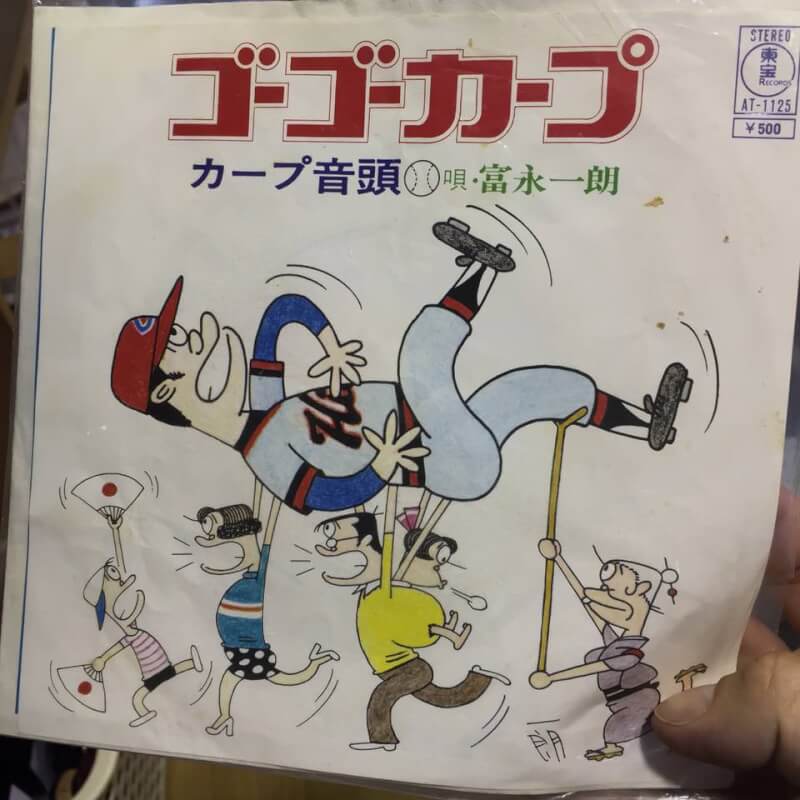 ゴーゴーカープ
カープ音頭 唄・富永一朗
STEREO
東宝
RECORDS
AT-1125
¥500
一朗